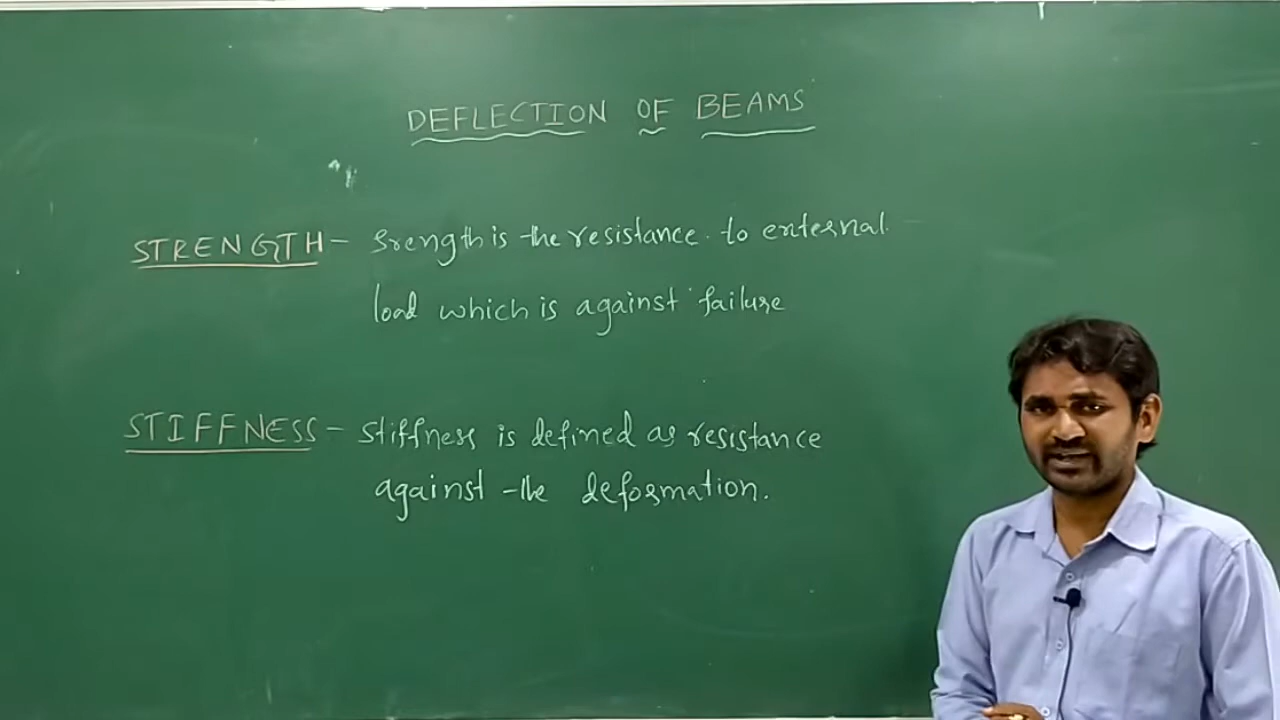 DEFLECTION OF BEAMS
STRENGTH - Srength is the resistance. to external.
load which is against failure
STIFFNESS - Stiffness is defined as resistance
against the deformation.